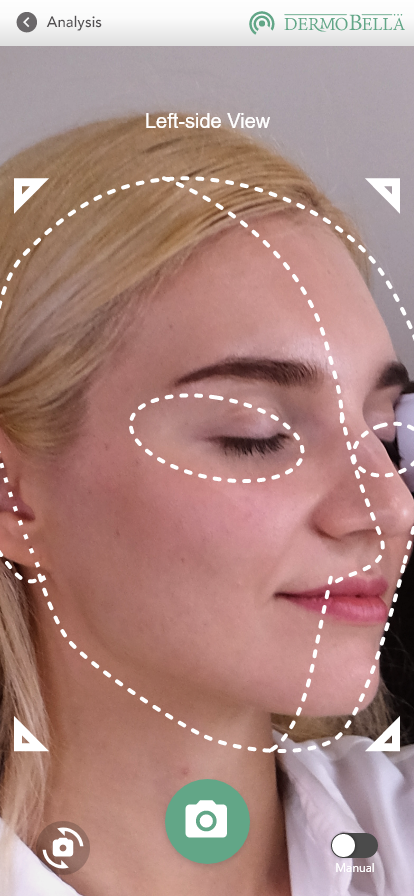 Analysis
DERMOBELLA
Left-side View
Manual